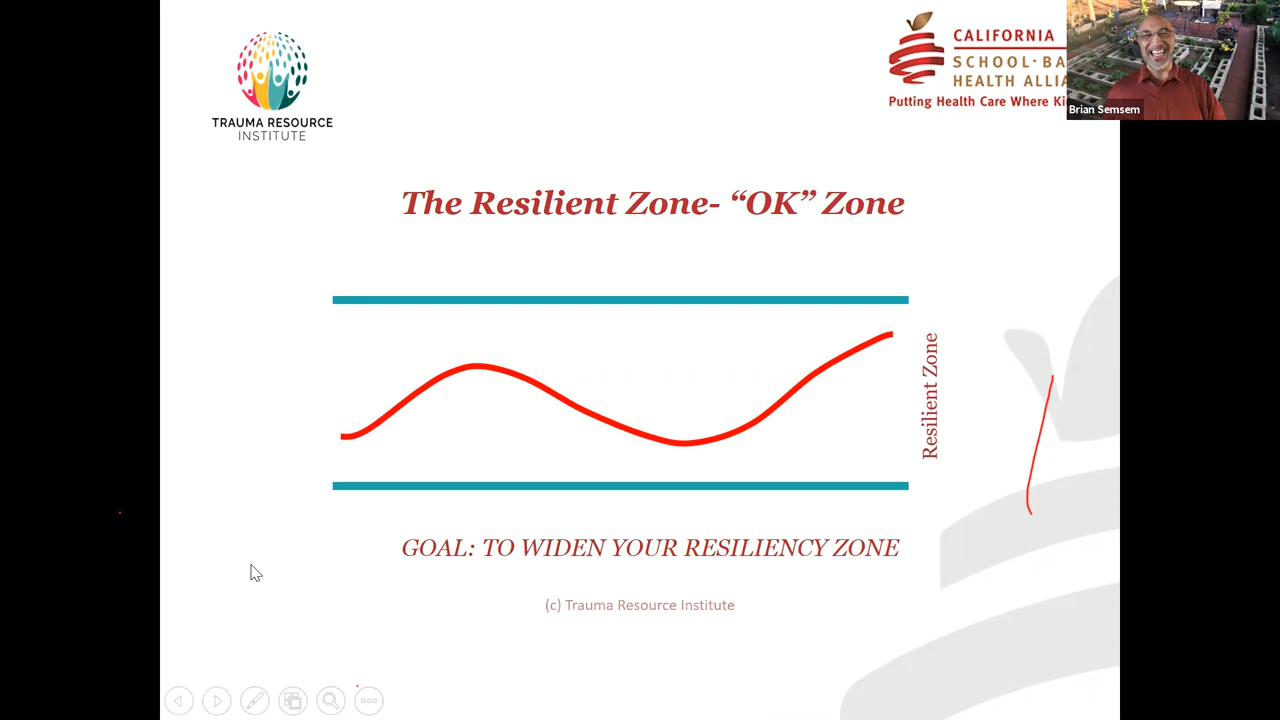 TRAUMA RESOURCE
INSTITUTE
CALIFORNIA
SCHOOL·BA
HEALTH ALLIA
Putting Health Care Where Ki
Brian Semsem
The Resilient Zone- “OK” Zone
Resilient Zone
GOAL: TO WIDEN YOUR RESILIENCY ZONE
(c) Trauma Resource Institute